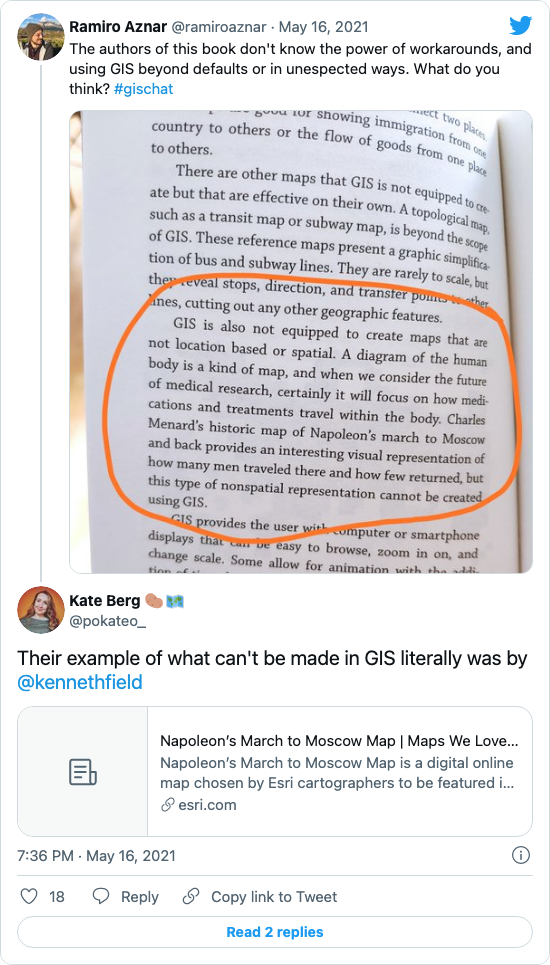 Ramiro Aznar @ramiroaznar · May 16, 2021
The authors of this book don't know the power of workarounds, and
using GIS beyond defaults or in unexpected ways. What do you
think? #gischat
good for showing immigration from one
country to others or the flow of goods from one place
to others.
There are other maps that GIS is not equipped to cre-
ate but that are effective on their own. A topological map,
such as a transit map or subway map, is beyond the scope
of GIS. These reference maps present a graphic simplifica-
tion of bus and subway lines. They are rarely to scale, but
they reveal stops, direction, and transfer points to other
lines, cutting out any other geographic features.
GIS is also not equipped to create maps that are
not location based or spatial. A diagram of the human
body is a kind of map, and when we consider the future
of medical research, certainly it will focus on how medi-
cations and treatments travel within the body. Charles
Menard's historic map of Napoleon's march to Moscow
and back provides an interesting visual representation of
how many men traveled there and how few returned, but
this type of nonspatial representation cannot be created
using GIS.
GIS provides the user with computer or smartphone
displays that can be easy to browse, zoom in on, and
change scale. Some allow for animation with the addi-
Kate Berg
@pokateo_
Their example of what can't be made in GIS literally was by
@kennethfield
Napoleon's March to Moscow Map | Maps We Love...
Napoleon's March to Moscow Map is a digital online
map chosen by Esri cartographers to be featured i...
esri.com
7:36 PM · May 16, 2021
18 Reply Copy link to Tweet
Read 2 replies